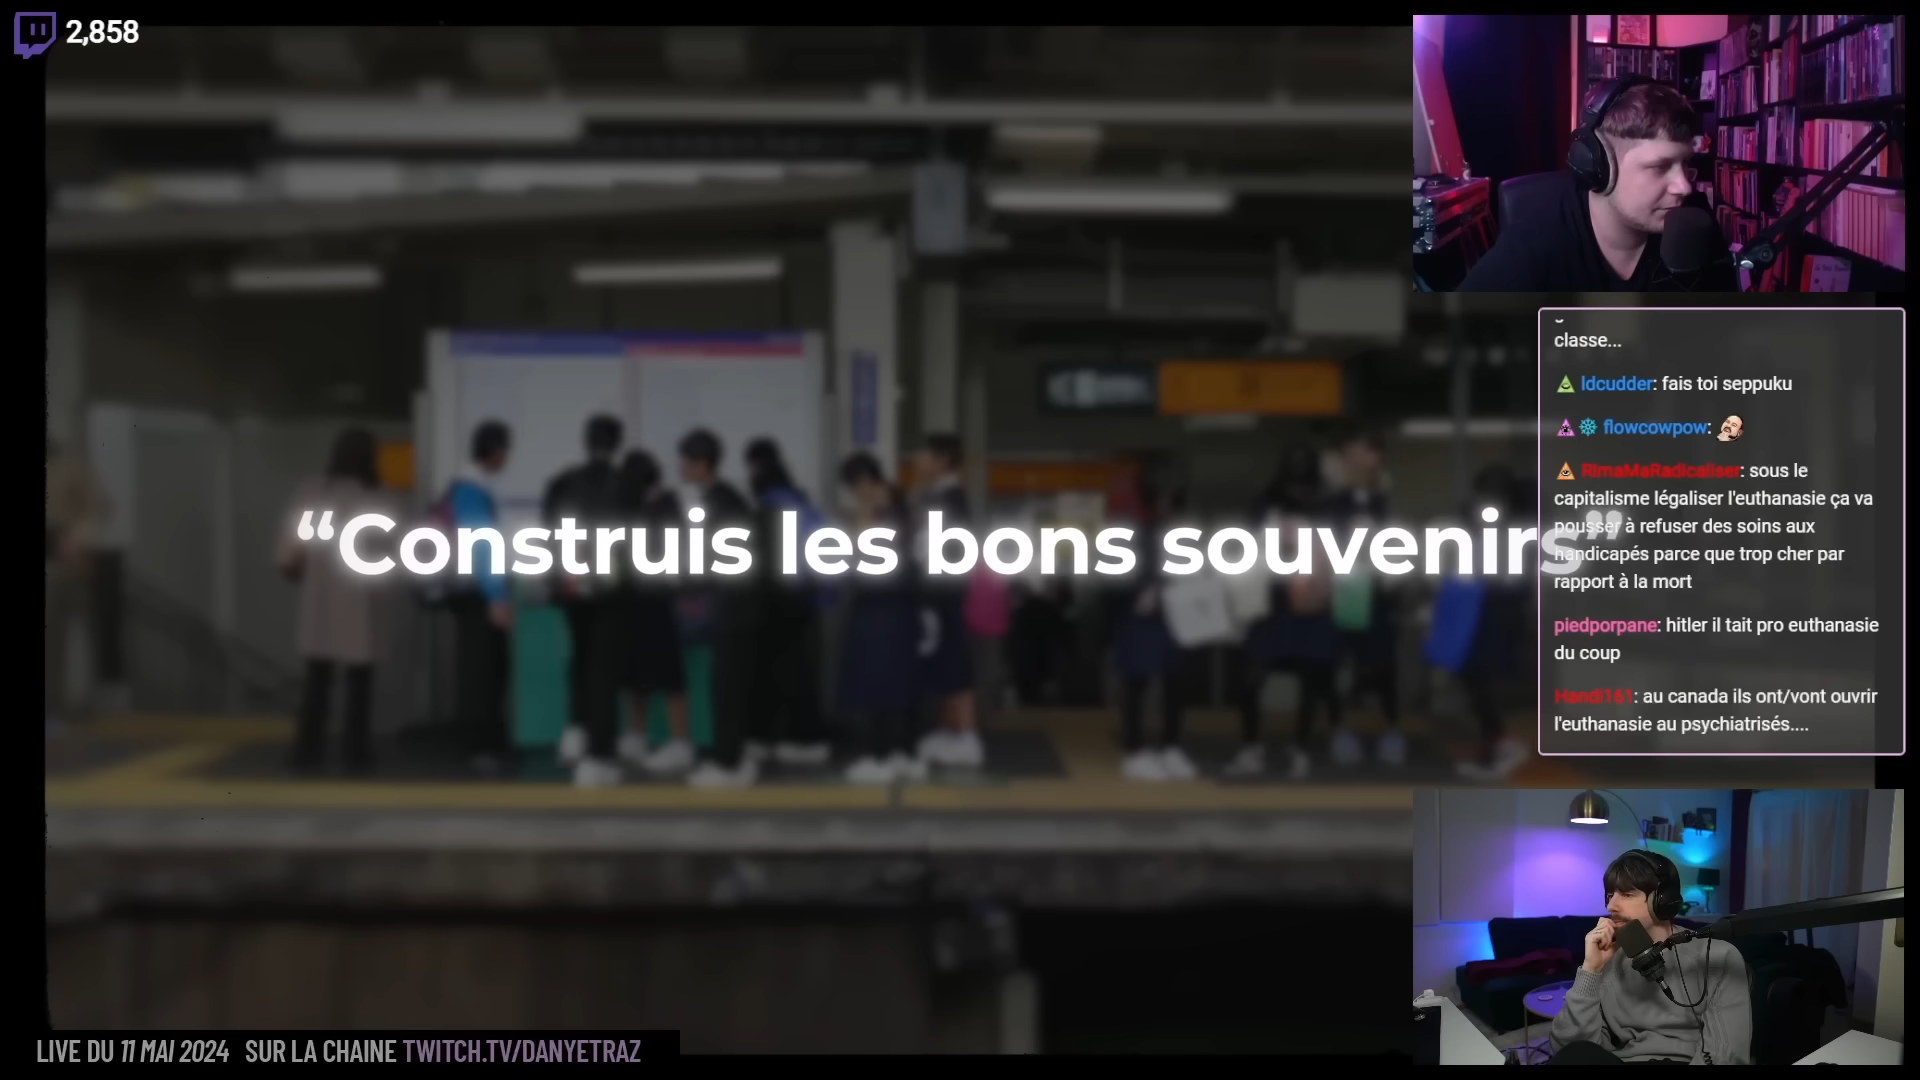 2,858
“Construis les bons souvenirs”
classe...
ldcudder: fais toi seppuku
flowcowpow:
RimaMaRadicaliser: sous le
capitalisme légaliser l'euthanasie ça va
pousser à refuser des soins aux
handicapés parce que trop cher par
rapport à la mort
piedporpane: hitler il tait pro euthanasie
du coup
Handi161: au canada ils ont/vont ouvrir
l'euthanasie au psychiatrisés....
LIVE DU 11 MAI 2024 SUR LA CHAINE TWITCH.TV/DANYETRAZ